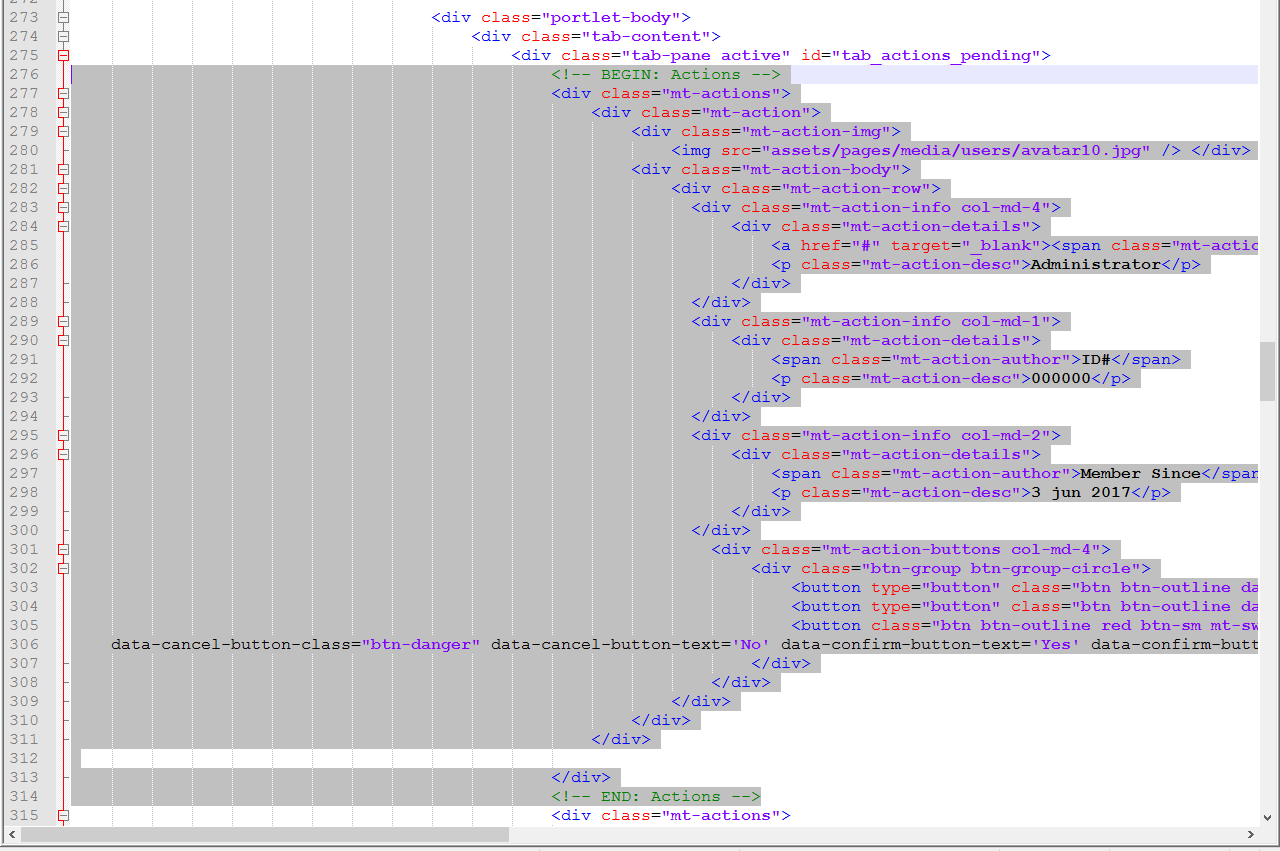 272
273 <div class="portlet-body">
274 <div class="tab-content">
275 <div class="tab-pane active" id="tab_actions_pending">
276 <!-- BEGIN: Actions -->
277 <div class="mt-actions">
278 <div class="mt-action">
279 <div class="mt-action-img">
280 <img src="assets/pages/media/users/avatar10.jpg" /> </div>
281 <div class="mt-action-body">
282 <div class="mt-action-row">
283 <div class="mt-action-info col-md-4">
284 <div class="mt-action-details">
285 <a href="#" target="_blank"><span class="mt-actio
286 <p class="mt-action-desc">Administrator</p>
287 </div>
288 </div>
289 <div class="mt-action-info col-md-1">
290 <div class="mt-action-details">
291 <span class="mt-action-author">ID#</span>
292 <p class="mt-action-desc">000000</p>
293 </div>
294 </div>
295 <div class="mt-action-info col-md-2">
296 <div class="mt-action-details">
297 <span class="mt-action-author">Member Since</span
298 <p class="mt-action-desc">3 jun 2017</p>
299 </div>
300 </div>
301 <div class="mt-action-buttons col-md-4">
302 <div class="btn-group btn-group-circle">
303 <button type="button" class="btn btn-outline da
304 <button type="button" class="btn btn-outline da
305 <button class="btn btn-outline red btn-sm mt-sw
306 data-cancel-button-class="btn-danger" data-cancel-button-text='No' data-confirm-button-text='Yes' data-confirm-butt
307 </div>
308 </div>
309 </div>
310 </div>
311 </div>
312
313 </div>
314 <!-- END: Actions -->
315 <div class="mt-actions">